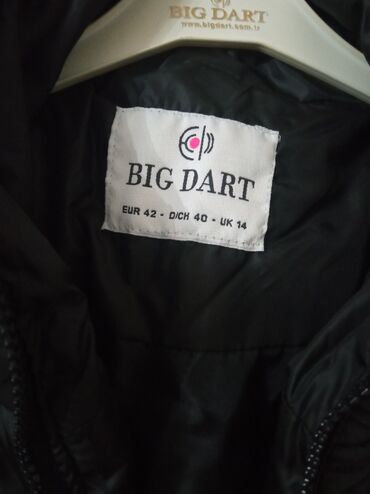 BIG DART
www.bigdart.com.tr
BIG DART
EUR 42 - D/CH 40 - UK 14